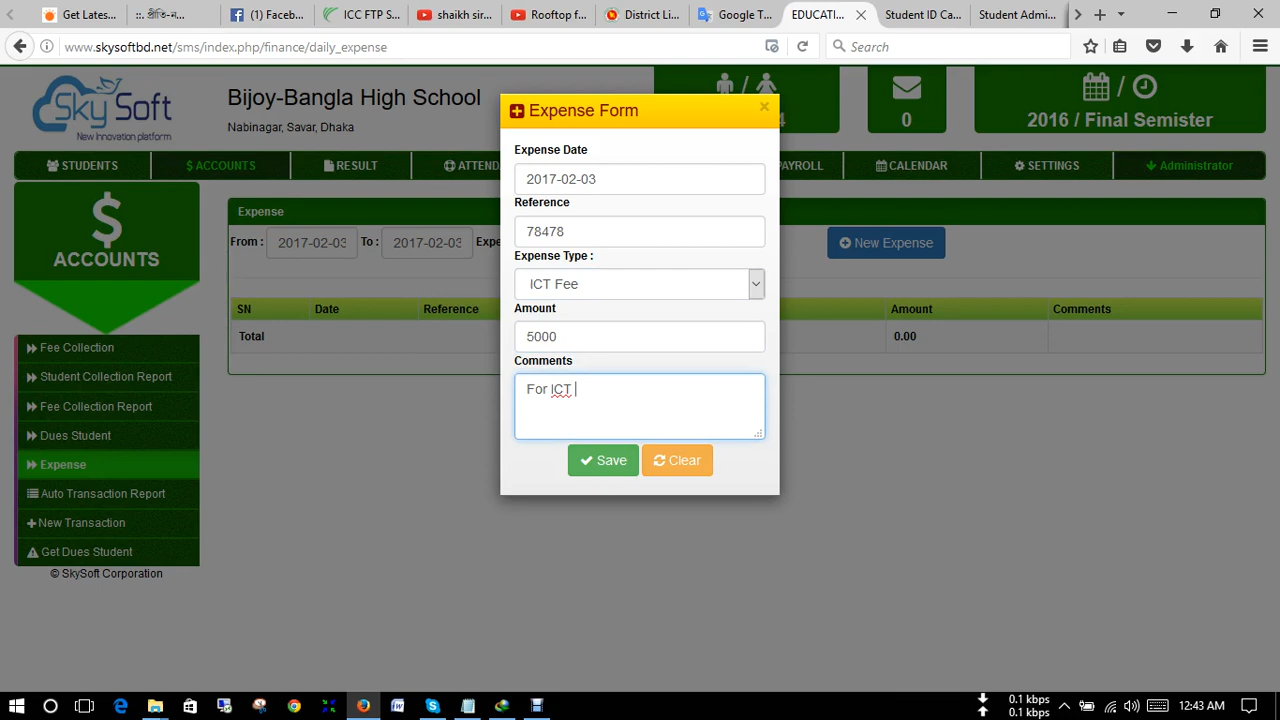 Get Lates...
:: প্রীতি-ন...
(1) Faceb...
ICC FTP S...
shaikh sir...
Rooftop f...
District Li...
Google T...
EDUCATI...
Student ID Ca...
Student Admi...
www.skysoftbd.net/sms/index.php/finance/daily_expense
Search
Sky Soft
New Innovation platform
Bijoy-Bangla High School
Nabinagar, Savar, Dhaka
/
4
0
/
2016 / Final Semister
STUDENTS
$ ACCOUNTS
RESULT
ATTENDA
PAYROLL
CALENDAR
SETTINGS
Administrator
$
ACCOUNTS
Fee Collection
Student Collection Report
Fee Collection Report
Dues Student
Expense
Auto Transaction Report
New Transaction
Get Dues Student
© SkySoft Corporation
Expense
From : 2017-02-03 To : 2017-02-03 Expe
New Expense
SN Date Reference Amount Comments
Total 0.00
Expense Form ×
Expense Date
2017-02-03
Reference
78478
Expense Type :
ICT Fee
Amount
5000
Comments
For ICT
Save Clear
0.1 kbps
0.1 kbps
12:43 AM